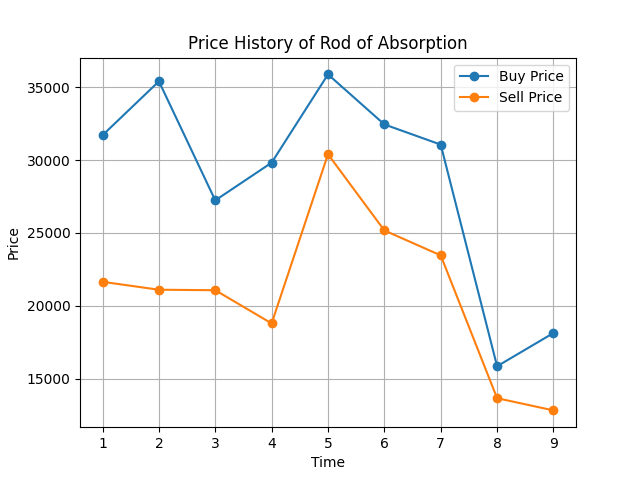 Price History of Rod of Absorption
Buy Price
Sell Price
35000
30000
25000
20000
15000
Price
1 2 3 4 5 6 7 8 9
Time